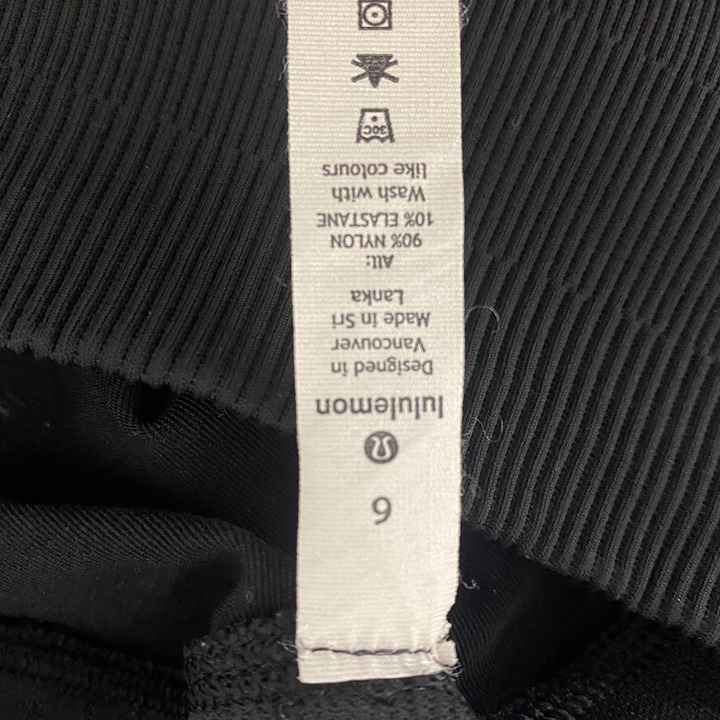 6
lululemon
Designed in
Vancouver
Made in Sri
Lanka
All:
90% NYLON
10% ELASTANE
Wash with
like colours
30C